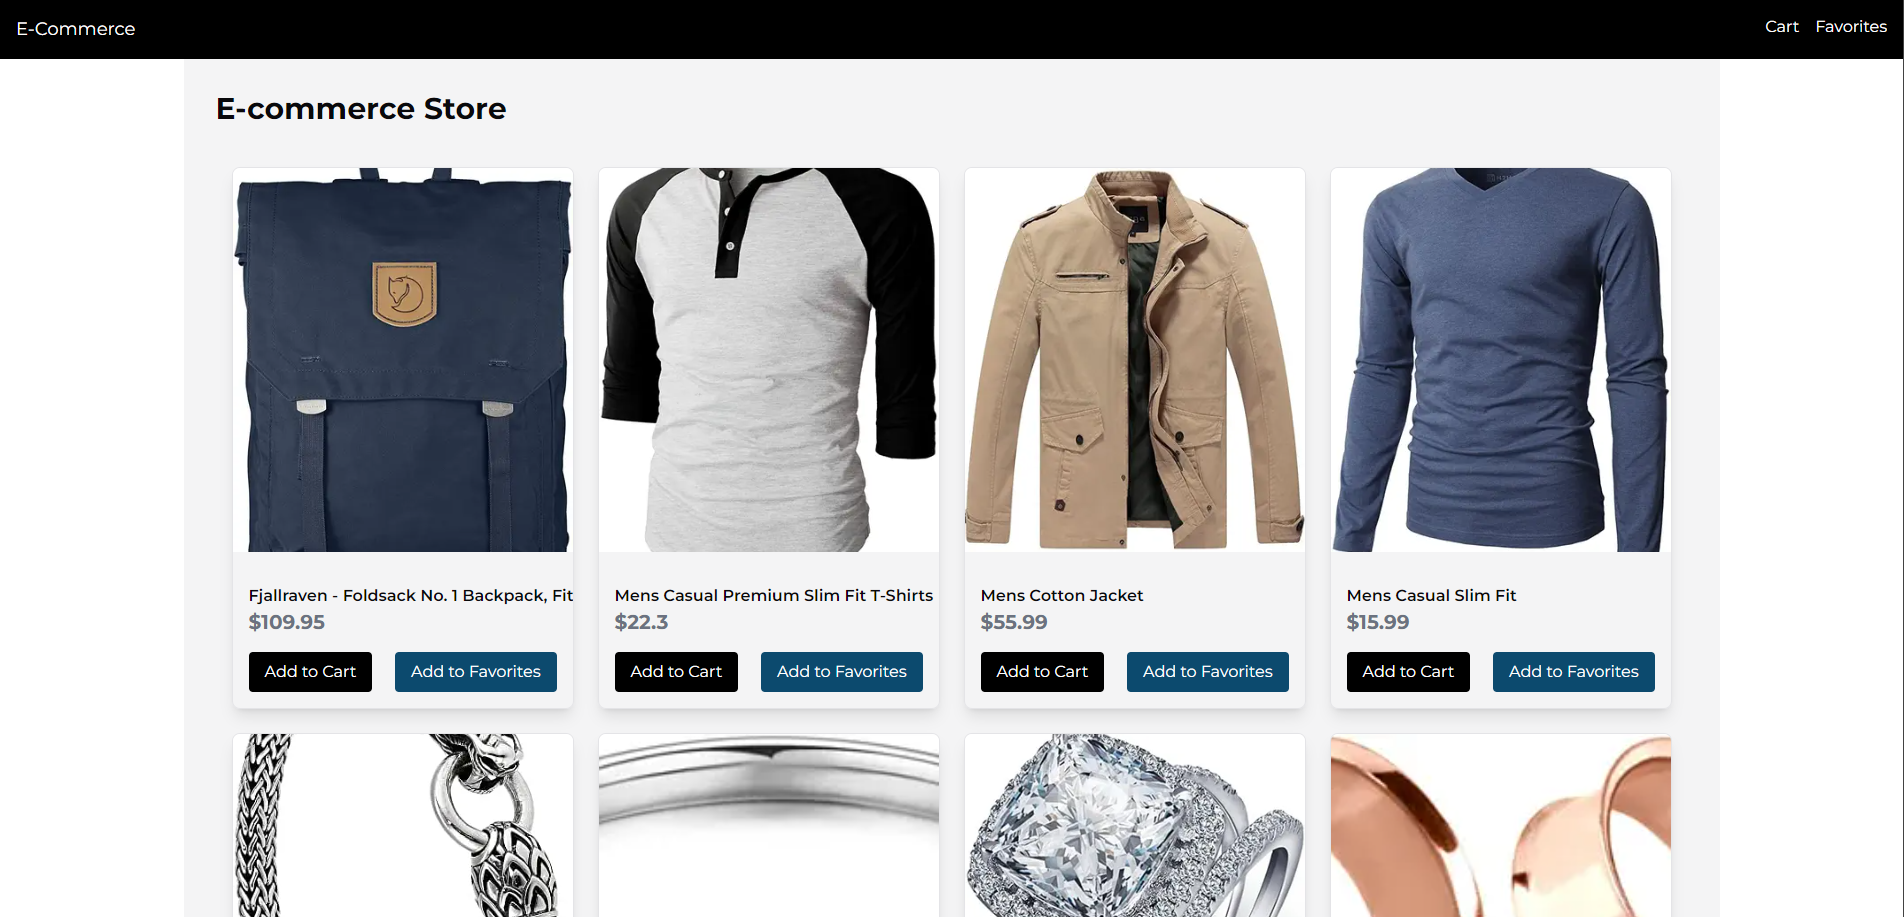 E-Commerce
Cart Favorites
E-commerce Store
Fjallraven - Foldsack No. 1 Backpack, Fit
$109.95
Add to Cart Add to Favorites
Mens Casual Premium Slim Fit T-Shirts
$22.3
Add to Cart Add to Favorites
Mens Cotton Jacket
$55.99
Add to Cart Add to Favorites
Mens Casual Slim Fit
$15.99
Add to Cart Add to Favorites